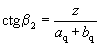 ctgβ₂ = z / (a_q + b_q)